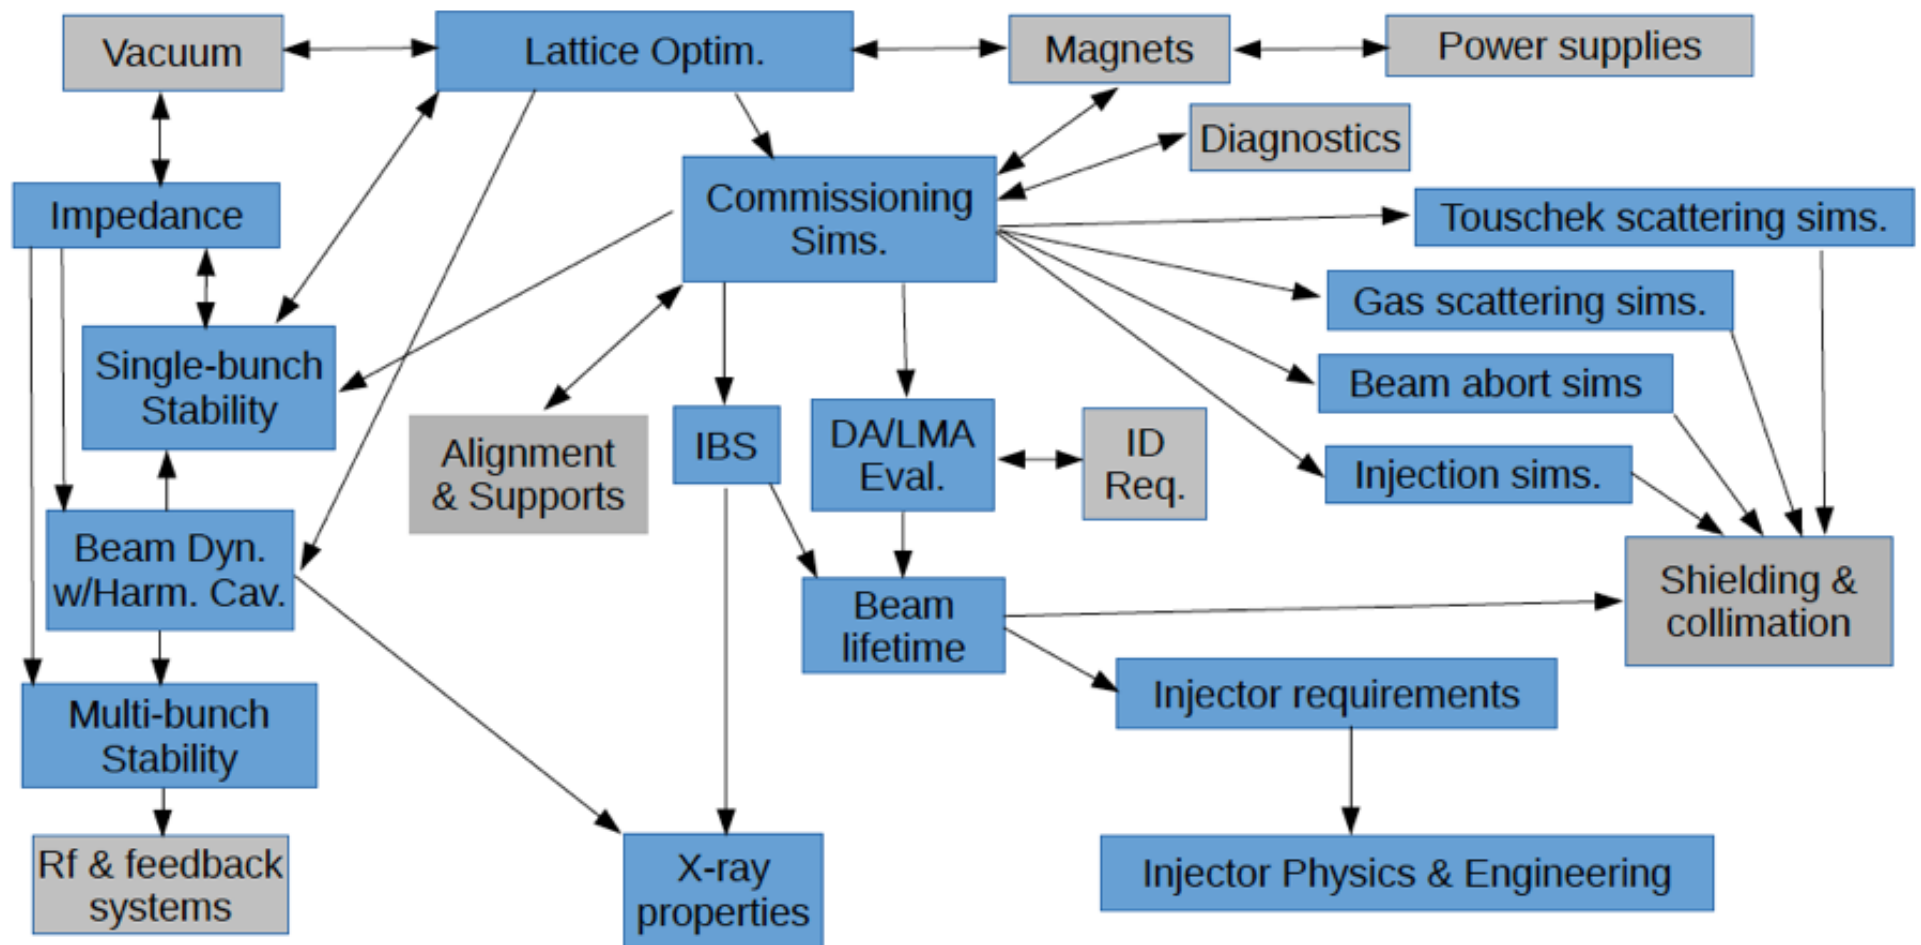 Vacuum
Lattice Optim.
Magnets
Power supplies
Diagnostics
Impedance
Commissioning
Sims.
Touschek scattering sims.
Gas scattering sims.
Single-bunch
Stability
Beam abort sims
Alignment
& Supports
IBS
DA/LMA
Eval.
ID
Req.
Injection sims.
Beam Dyn.
w/Harm. Cav.
Beam
lifetime
Shielding &
collimation
Injector requirements
Multi-bunch
Stability
Rf & feedback
systems
X-ray
properties
Injector Physics & Engineering